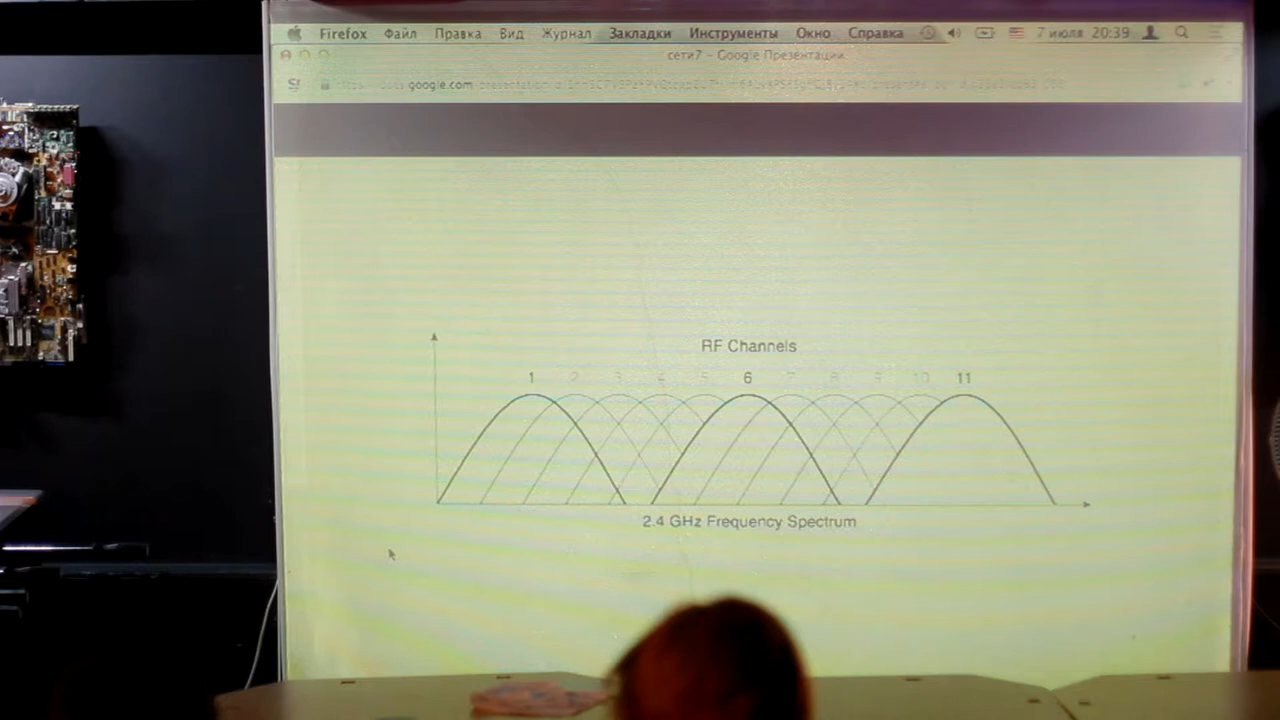 Firefox Файл Правка Вид Журнал Закладки Инструменты Окно Справка 7 июля 20:39
сети7 – Google Презентации
google.com
RF Channels
1 2 3 4 5 6 7 8 9 10 11
2.4 GHz Frequency Spectrum